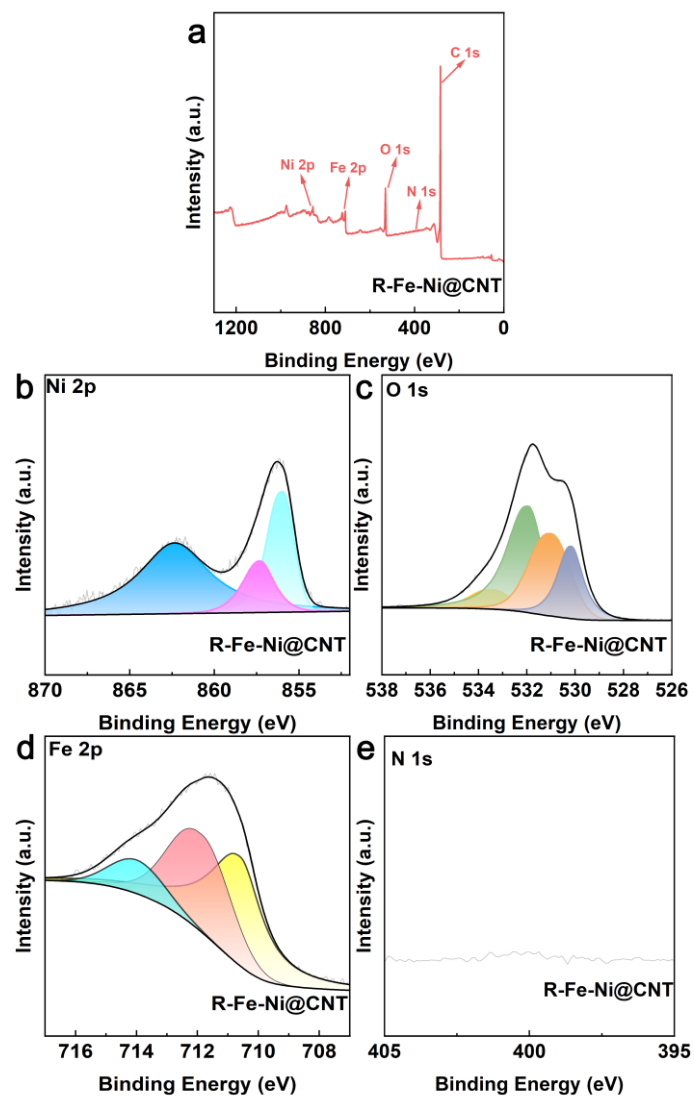 a
C 1s
O 1s
Ni 2p
Fe 2p
N 1s
Intensity (a.u.)
R-Fe-Ni@CNT
1200 800 400 0
Binding Energy (eV)
b
Ni 2p
Intensity (a.u.)
R-Fe-Ni@CNT
870 865 860 855
Binding Energy (eV)
c
O 1s
Intensity (a.u.)
R-Fe-Ni@CNT
538 536 534 532 530 528 526
Binding Energy (eV)
d
Fe 2p
Intensity (a.u.)
R-Fe-Ni@CNT
716 714 712 710 708
Binding Energy (eV)
e
N 1s
Intensity (a.u.)
R-Fe-Ni@CNT
405 400 395
Binding Energy (eV)